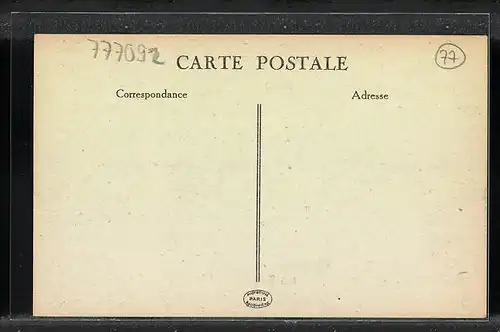 777092
CARTE POSTALE
77
Correspondance
Adresse
PARIS